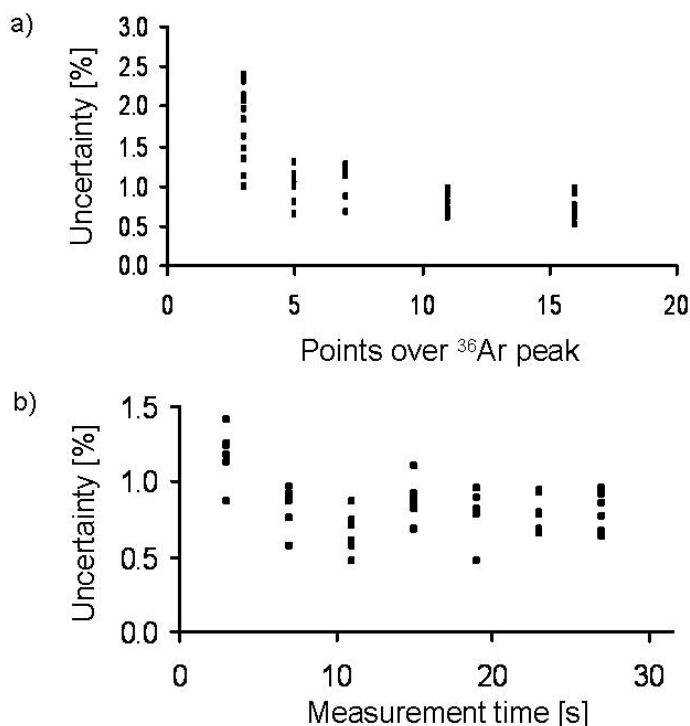 a)
Uncertainty [%]
3.0
2.5
2.0
1.5
1.0
0.5
0.0
0 5 10 15 20
Points over ³⁶Ar peak
b)
Uncertainty [%]
1.5
1.0
0.5
0.0
0 10 20 30
Measurement time [s]